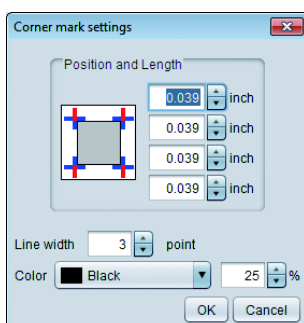 Corner mark settings
Position and Length
0.039 inch
0.039 inch
0.039 inch
0.039 inch
Line width 3 point
Color Black 25 %
OK Cancel